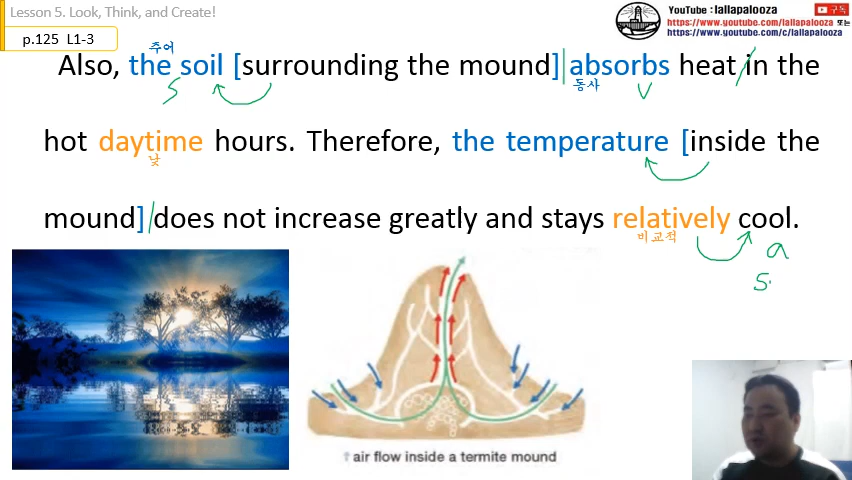 Lesson 5. Look, Think, and Create!
p.125 L1-3
YouTube : lallapalooza 구독
https://www.youtube.com/lallapalooza 또는
https://www.youtube.com/c/lallapalooza
주어
Also, the soil [surrounding the mound] absorbs heat in the
S 동사 V
hot daytime hours. Therefore, the temperature [inside the
낮
mound] does not increase greatly and stays relatively cool.
비교적
a
s
↑ air flow inside a termite mound